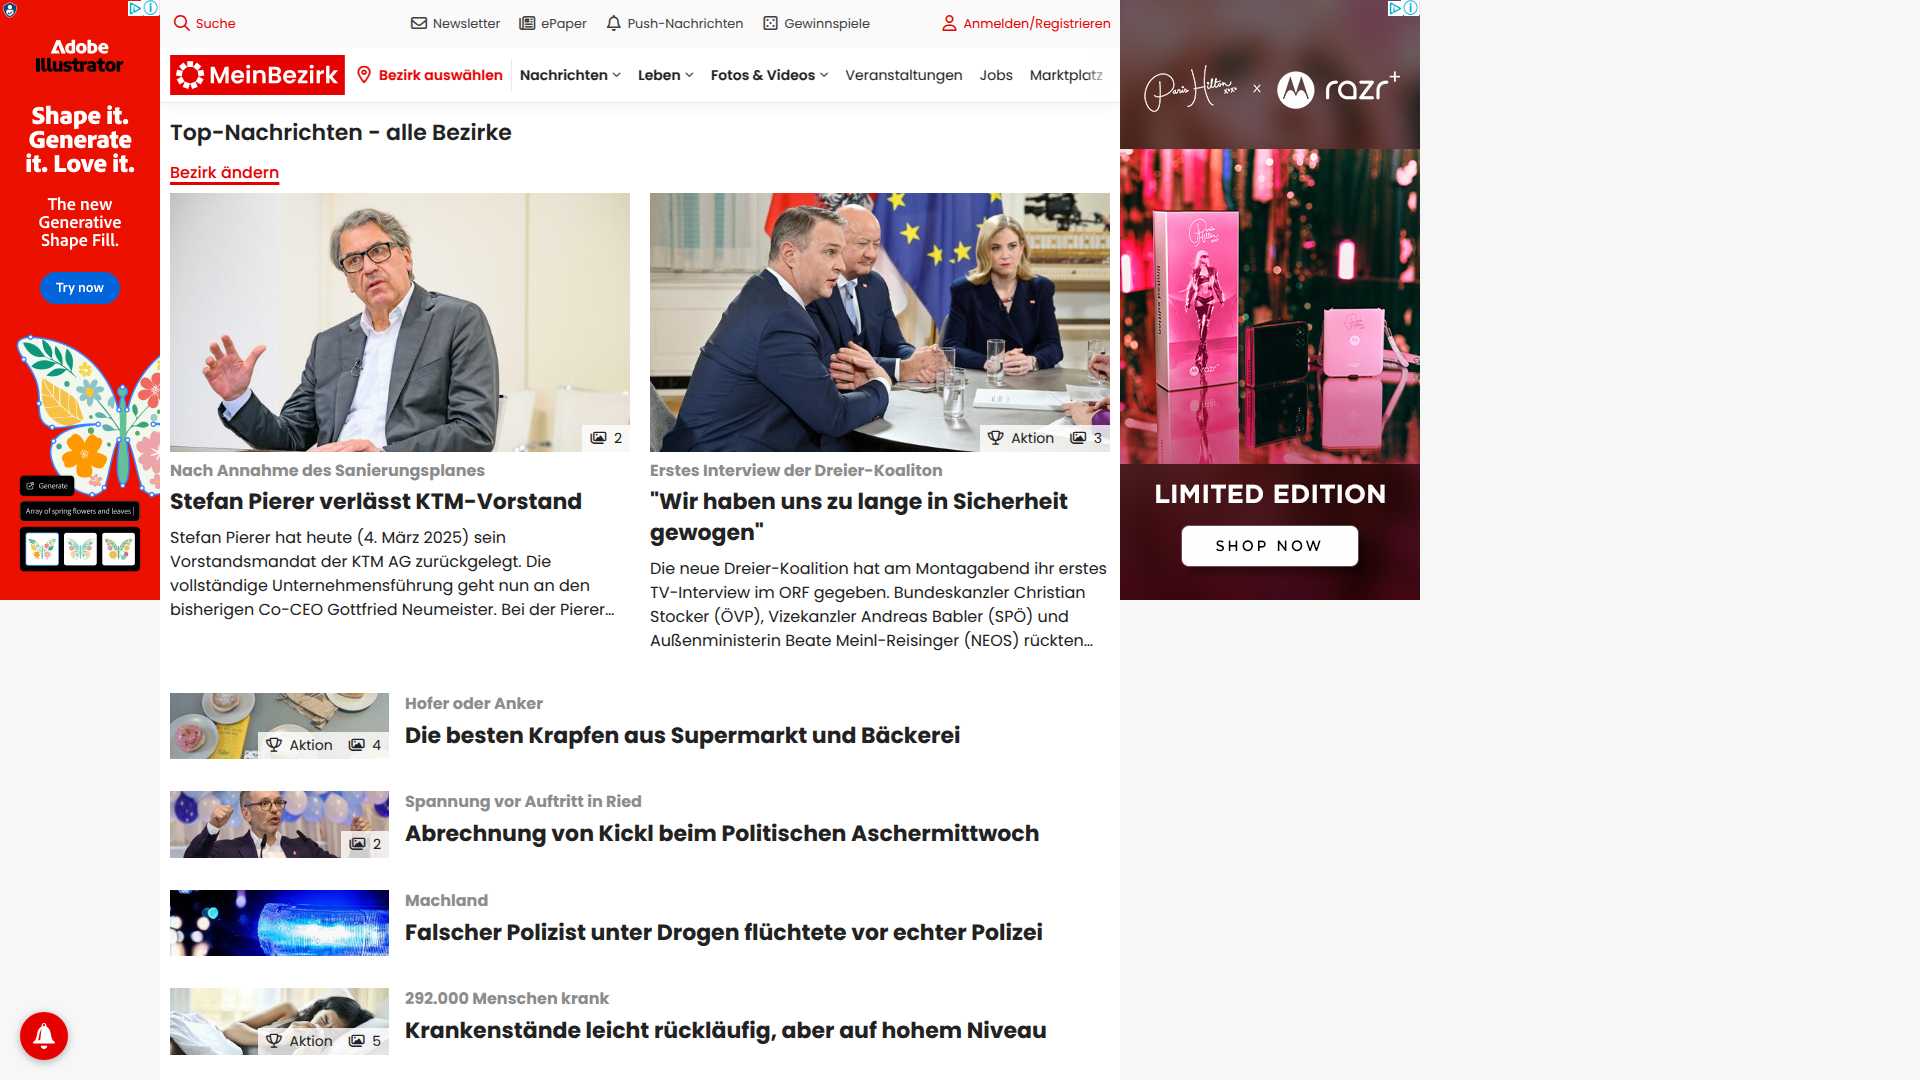 Suche
Newsletter
ePaper
Push-Nachrichten
Gewinnspiele
Anmelden/Registrieren
MeinBezirk
Bezirk auswählen
Nachrichten
Leben
Fotos & Videos
Veranstaltungen
Jobs
Marktplatz
Adobe
Illustrator
Shape it.
Generate
it. Love it.
The new
Generative
Shape Fill.
Try now
Generate
Array of spring flowers and leaves
Top-Nachrichten - alle Bezirke
Bezirk ändern
2
Nach Annahme des Sanierungsplanes
Stefan Pierer verlässt KTM-Vorstand
Stefan Pierer hat heute (4. März 2025) sein
Vorstandsmandat der KTM AG zurückgelegt. Die
vollständige Unternehmensführung geht nun an den
bisherigen Co-CEO Gottfried Neumeister. Bei der Pierer...
Aktion 3
Erstes Interview der Dreier-Koaliton
"Wir haben uns zu lange in Sicherheit
gewogen"
Die neue Dreier-Koalition hat am Montagabend ihr erstes
TV-Interview im ORF gegeben. Bundeskanzler Christian
Stocker (ÖVP), Vizekanzler Andreas Babler (SPÖ) und
Außenministerin Beate Meinl-Reisinger (NEOS) rückten...
Aktion 4
Hofer oder Anker
Die besten Krapfen aus Supermarkt und Bäckerei
2
Spannung vor Auftritt in Ried
Abrechnung von Kickl beim Politischen Aschermittwoch
Machland
Falscher Polizist unter Drogen flüchtete vor echter Polizei
Aktion 5
292.000 Menschen krank
Krankenstände leicht rückläufig, aber auf hohem Niveau
Paris Hilton x razr+
razr+
LIMITED EDITION
SHOP NOW